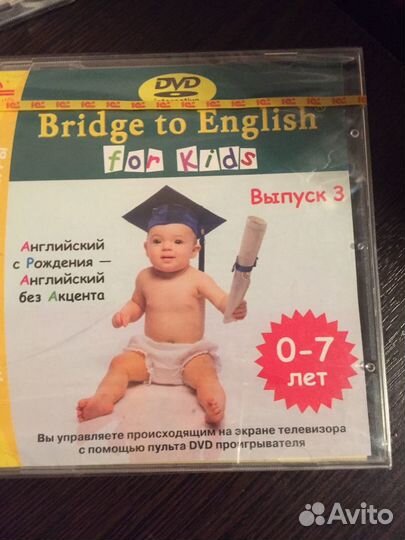 DVD
Bridge to English
for Kids
Выпуск 3
Английский
с Рождения —
Английский
без Акцента
0-7
лет
Вы управляете происходящим на экране телевизора
с помощью пульта DVD проигрывателя
Avito